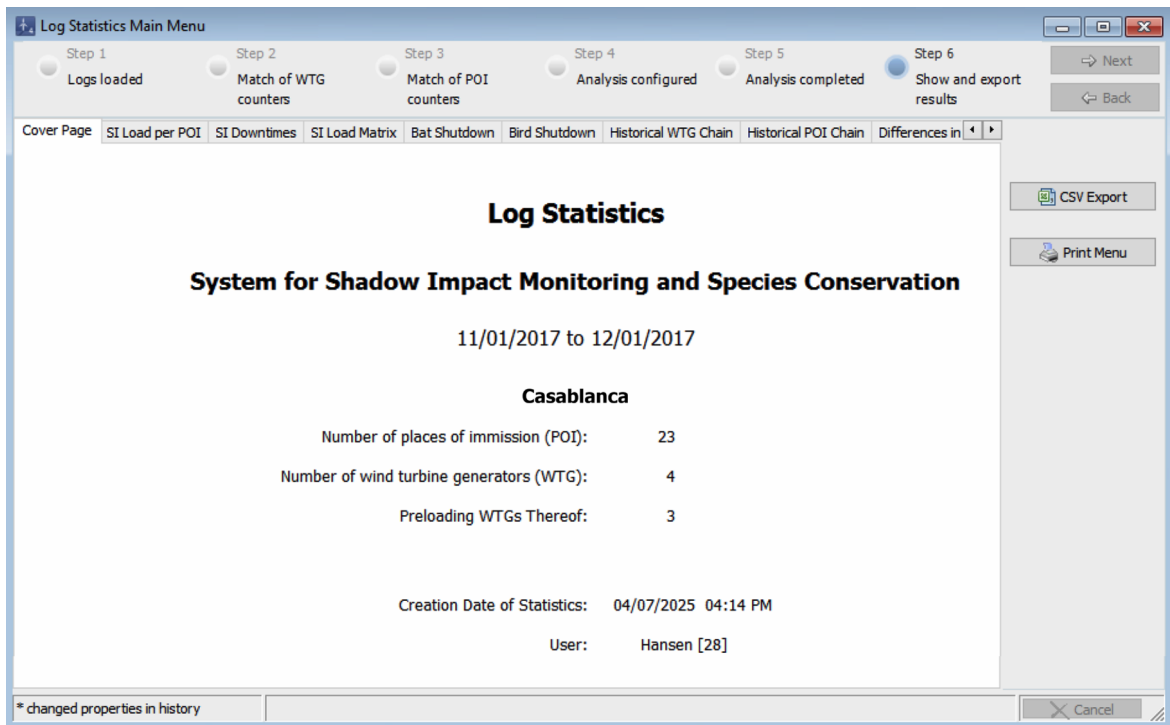 Log Statistics Main Menu
Step 1
Logs loaded
Step 2
Match of WTG
counters
Step 3
Match of POI
counters
Step 4
Analysis configured
Step 5
Analysis completed
Step 6
Show and export
results
Next
Back
Cover Page SI Load per POI SI Downtimes SI Load Matrix Bat Shutdown Bird Shutdown Historical WTG Chain Historical POI Chain Differences in
CSV Export
Print Menu
Log Statistics
System for Shadow Impact Monitoring and Species Conservation
11/01/2017 to 12/01/2017
Casablanca
Number of places of immission (POI): 23
Number of wind turbine generators (WTG): 4
Preloading WTGs Thereof: 3
Creation Date of Statistics: 04/07/2025 04:14 PM
User: Hansen [28]
* changed properties in history
Cancel